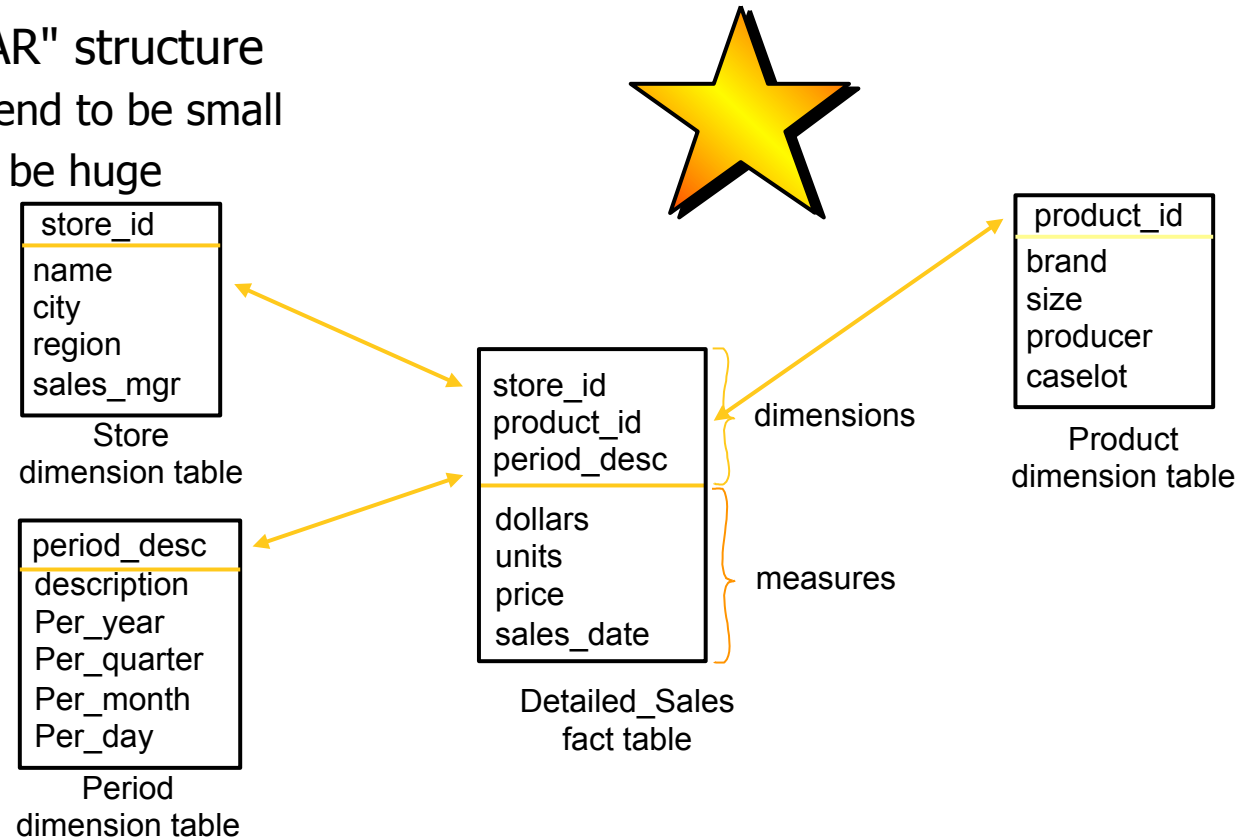 AR" structure
end to be small
be huge
store_id
name
city
region
sales_mgr
Store
dimension table
period_desc
description
Per_year
Per_quarter
Per_month
Per_day
Period
dimension table
store_id
product_id
period_desc
dimensions
dollars
units
price
sales_date
measures
Detailed_Sales
fact table
product_id
brand
size
producer
caselot
Product
dimension table